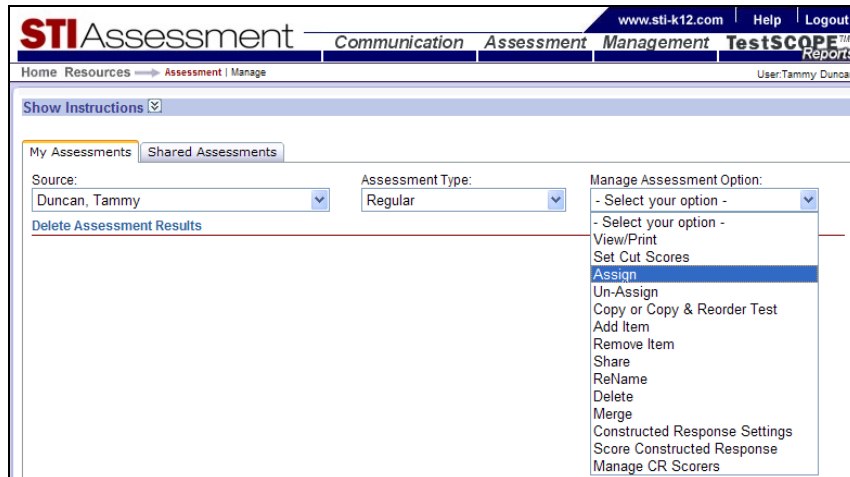 www.sti-k12.com Help Logout
STIAssessment
Communication Assessment Management TestSCOPE™
Reports
Home Resources Assessment | Manage
User:Tammy Duncan
Show Instructions
My Assessments Shared Assessments
Source: Assessment Type: Manage Assessment Option:
Duncan, Tammy Regular - Select your option -
Delete Assessment Results
- Select your option -
View/Print
Set Cut Scores
Assign
Un-Assign
Copy or Copy & Reorder Test
Add Item
Remove Item
Share
ReName
Delete
Merge
Constructed Response Settings
Score Constructed Response
Manage CR Scorers